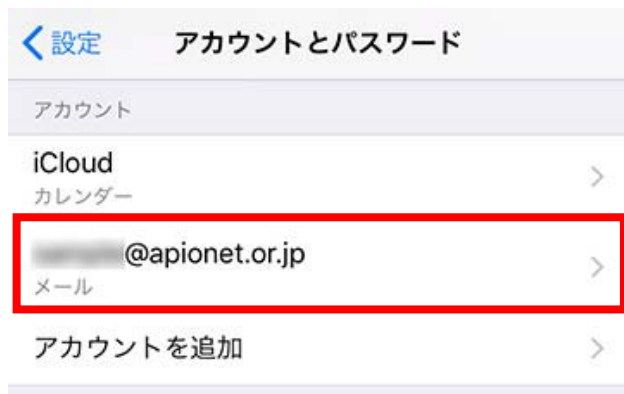 設定 アカウントとパスワード
アカウント
iCloud
カレンダー
@apionet.or.jp
メール
アカウントを追加